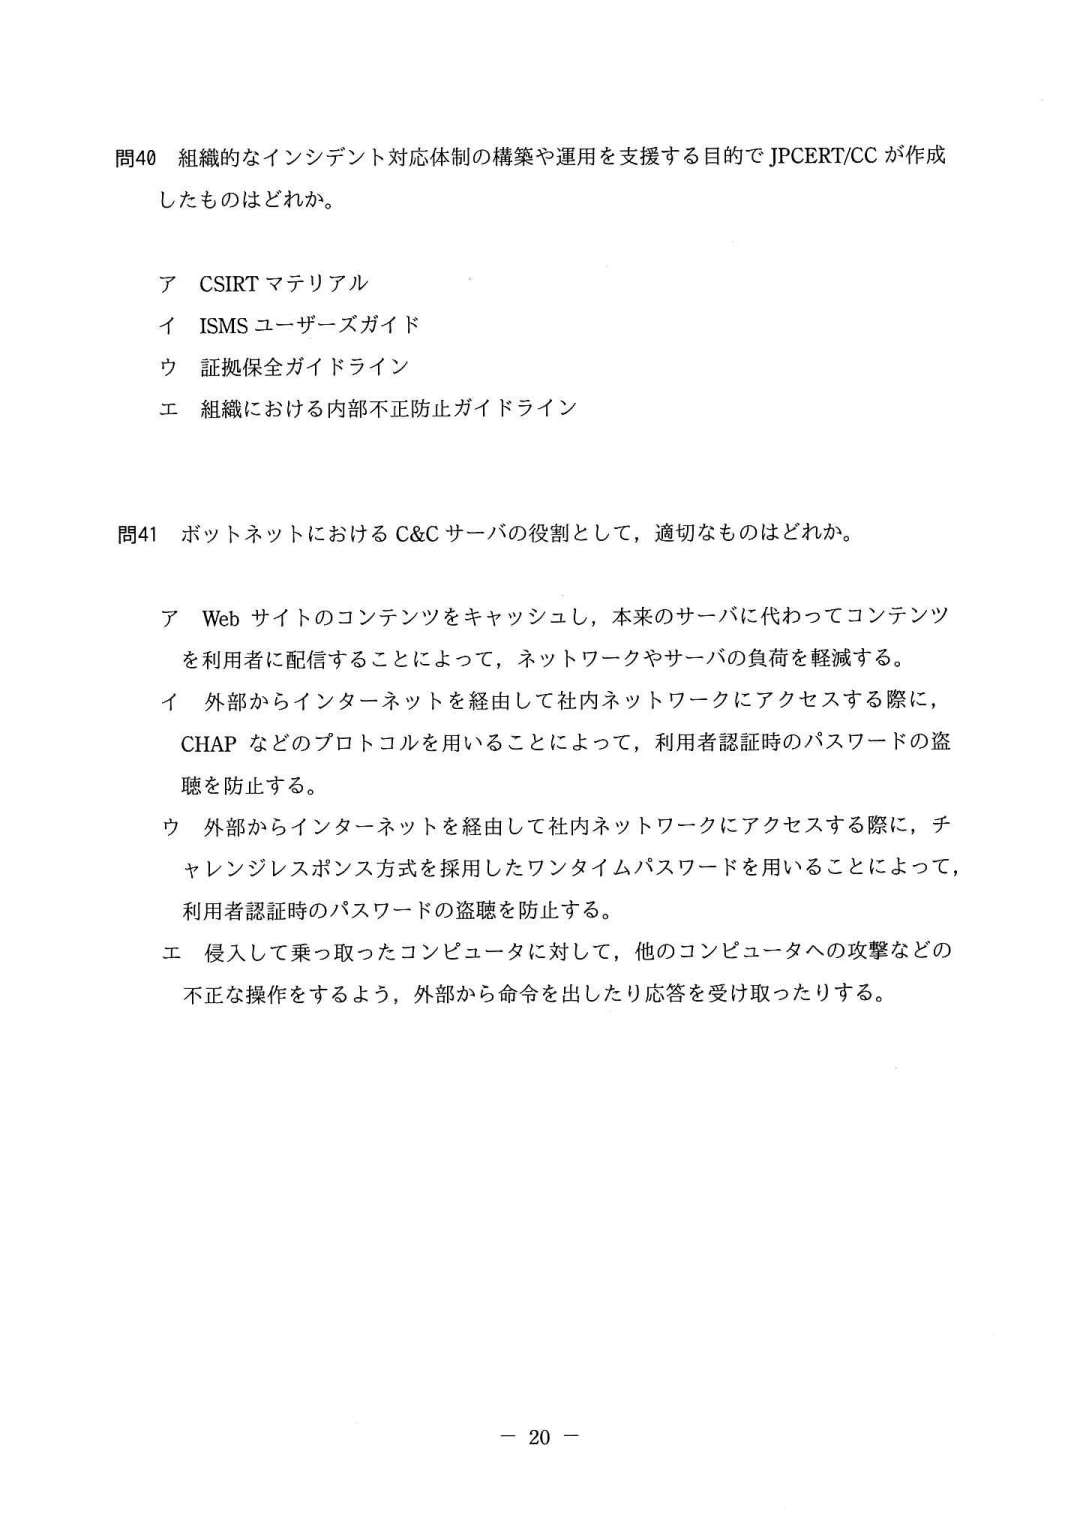 問40 組織的なインシデント対応体制の構築や運用を支援する目的で JPCERT/CC が作成
したものはどれか。
ア CSIRT マテリアル
イ ISMS ユーザーズガイド
ウ 証拠保全ガイドライン
エ 組織における内部不正防止ガイドライン
問41 ボットネットにおける C&C サーバの役割として，適切なものはどれか。
ア Web サイトのコンテンツをキャッシュし，本来のサーバに代わってコンテンツ
を利用者に配信することによって，ネットワークやサーバの負荷を軽減する。
イ 外部からインターネットを経由して社内ネットワークにアクセスする際に，
CHAP などのプロトコルを用いることによって，利用者認証時のパスワードの盗
聴を防止する。
ウ 外部からインターネットを経由して社内ネットワークにアクセスする際に，チ
ャレンジレスポンス方式を採用したワンタイムパスワードを用いることによって，
利用者認証時のパスワードの盗聴を防止する。
エ 侵入して乗っ取ったコンピュータに対して，他のコンピュータへの攻撃などの
不正な操作をするよう，外部から命令を出したり応答を受け取ったりする。
－ 20 －